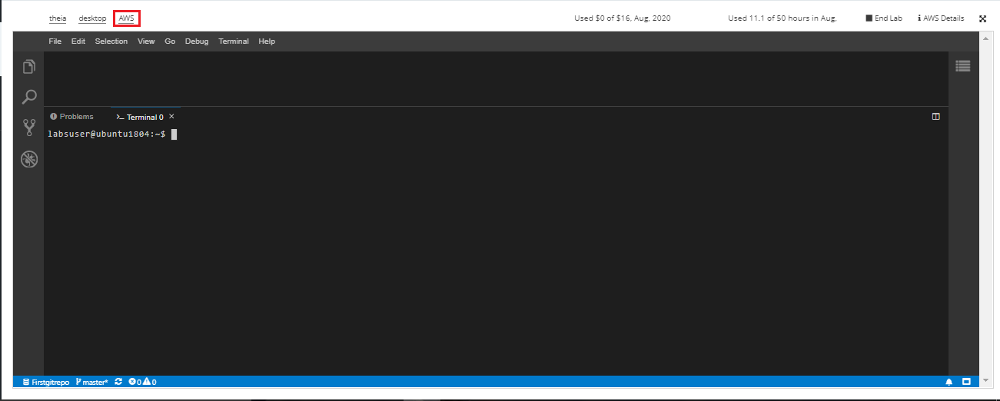 theia desktop AWS Used $0 of $16, Aug, 2020 Used 11.1 of 50 hours in Aug, End Lab AWS Details
File Edit Selection View Go Debug Terminal Help
Problems >_ Terminal 0 ×
labsuser@ubuntu1804:~$
Firstgitrepo master* 0 0